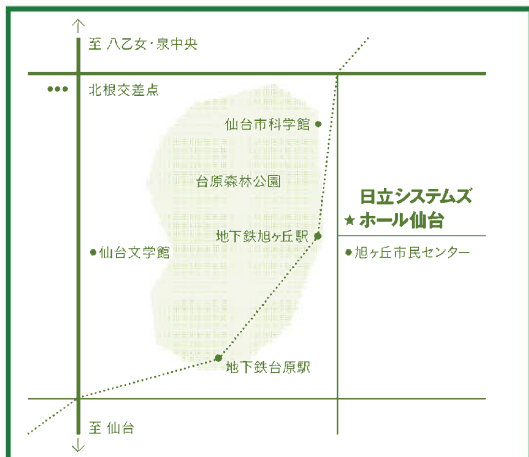 至 八乙女・泉中央
北根交差点
仙台市科学館
台原森林公園
日立システムズ
ホール仙台
地下鉄旭ヶ丘駅
仙台文学館
旭ヶ丘市民センター
地下鉄台原駅
至 仙台